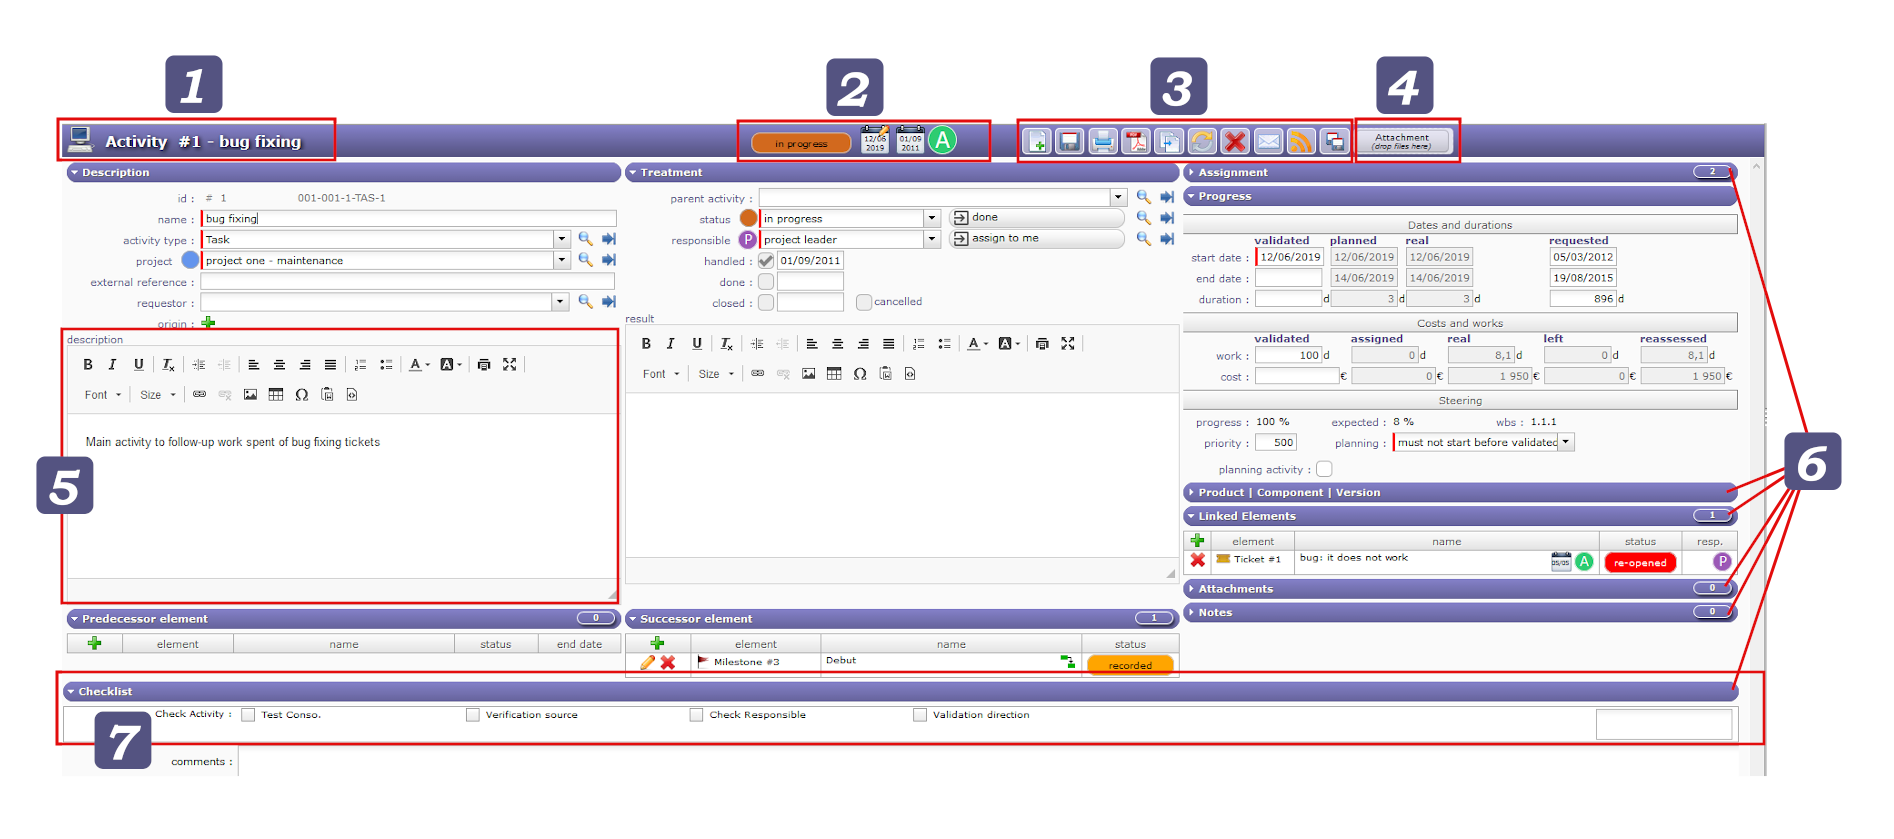 1
2
3
4
Activity #1 - bug fixing
in progress
12/06
2019
01/09
2011
A
Attachment
(drop files here)
Description
id : # 1 001-001-1-TAS-1
name : bug fixing
activity type : Task
project project one - maintenance
external reference :
requestor :
origin :
description
B I U Tx
A A
Font Size Ω
Main activity to follow-up work spent of bug fixing tickets
5
Treatment
parent activity :
status in progress done
responsible P project leader assign to me
handled : 01/09/2011
done :
closed : cancelled
result
B I U Tx
A A
Font Size Ω
Assignment 2
Progress
Dates and durations
validated planned real requested
start date : 12/06/2019 12/06/2019 12/06/2019 05/03/2012
end date : 14/06/2019 14/06/2019 19/08/2015
duration : d 3 d 3 d 896 d
Costs and works
validated assigned real left reassessed
work : 100 d 0 d 8,1 d 0 d 8,1 d
cost : € 0 € 1 950 € 0 € 1 950 €
Steering
progress : 100 % expected : 8 % wbs : 1.1.1
priority : 500 planning : must not start before validated
planning activity :
6
Product | Component | Version
Linked Elements 1
element name status resp.
Ticket #1 bug: it does not work 05/05 A re-opened P
Attachments 0
Notes 0
Predecessor element 0
element name status end date
Successor element 1
element name status
Milestone #3 Debut recorded
Checklist
Check Activity : Test Conso. Verification source Check Responsible Validation direction
7
comments :